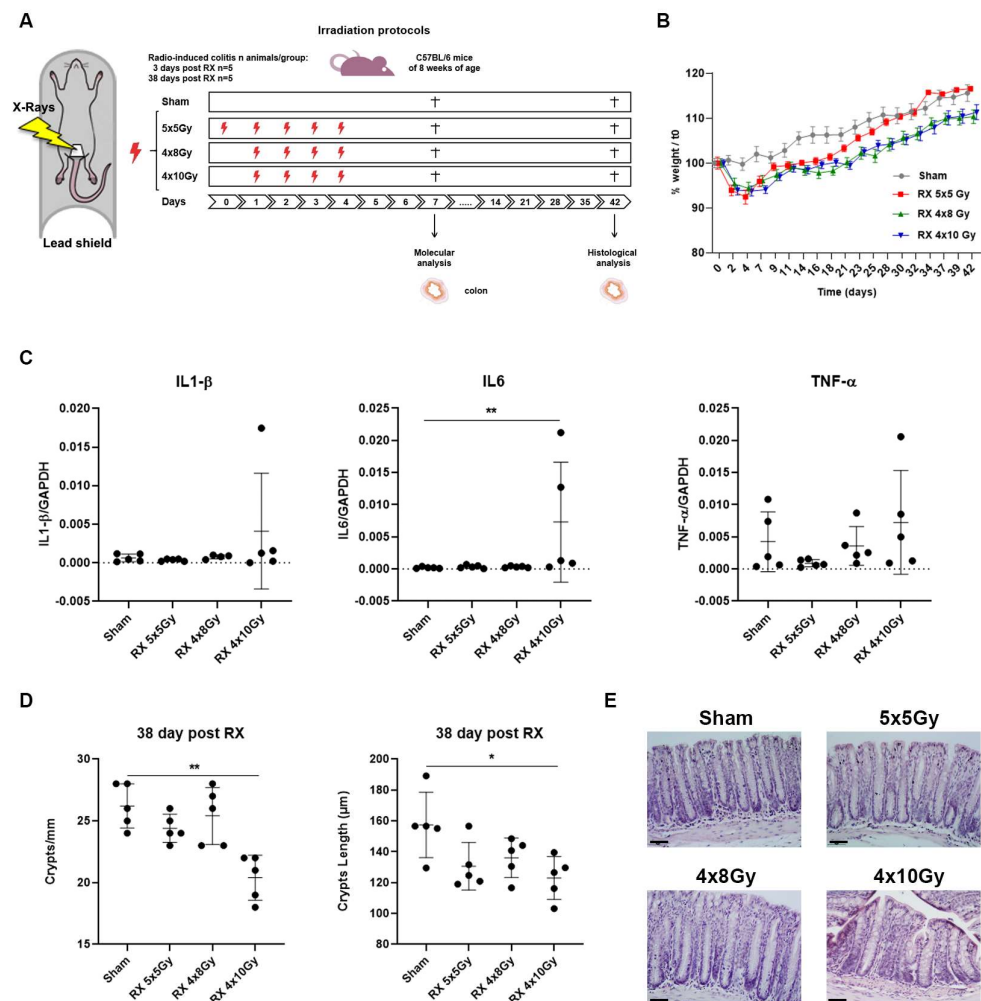 A
Irradiation protocols
Radio-induced colitis n animals/group:
3 days post RX n=5
38 days post RX n=5
C57BL/6 mice
of 8 weeks of age
X-Rays
Lead shield
Sham
5x5Gy
4x8Gy
4x10Gy
Days 0 1 2 3 4 5 6 7 ..... 14 21 28 35 42
Molecular
analysis
colon
Histological
analysis
B
% weight / t0
120
110
100
90
80
Sham
RX 5x5 Gy
RX 4x8 Gy
RX 4x10 Gy
0 2 4 7 9 11 14 16 18 21 23 25 28 30 32 34 37 39 42
Time (days)
C
IL1-β
IL1-β/GAPDH
0.020
0.015
0.010
0.005
0.000
-0.005
Sham
RX 5x5Gy
RX 4x8Gy
RX 4x10Gy
IL6
IL6/GAPDH
0.025
0.020
0.015
0.010
0.005
0.000
-0.005
**
Sham
RX 5x5Gy
RX 4x8Gy
RX 4x10Gy
TNF-α
TNF-α/GAPDH
0.025
0.020
0.015
0.010
0.005
0.000
-0.005
Sham
RX 5x5Gy
RX 4x8Gy
RX 4x10Gy
D
38 day post RX
Crypts/mm
30
25
20
15
**
Sham
RX 5x5Gy
RX 4x8Gy
RX 4x10Gy
38 day post RX
Crypts Length (µm)
200
180
160
140
120
100
80
*
Sham
RX 5x5Gy
RX 4x8Gy
RX 4x10Gy
E
Sham
5x5Gy
4x8Gy
4x10Gy